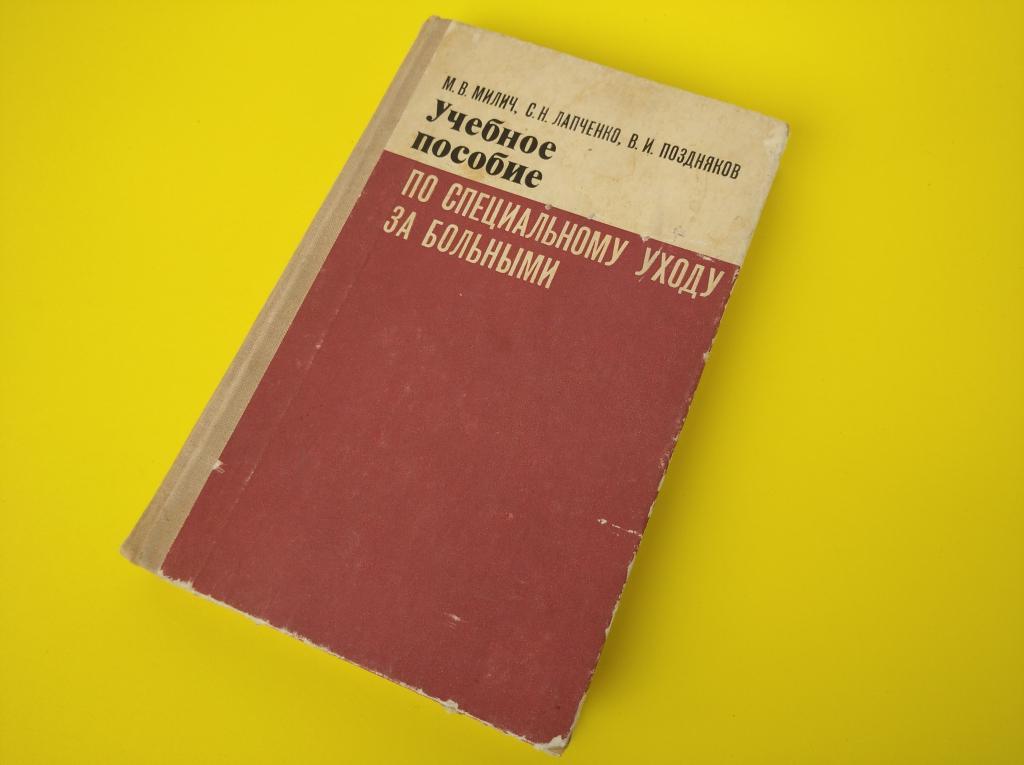 М. В. МИЛИЧ, С. Н. ЛАПЧЕНКО, В. И. ПОЗДНЯКОВ
Учебное
пособие
ПО СПЕЦИАЛЬНОМУ УХОДУ
ЗА БОЛЬНЫМИ